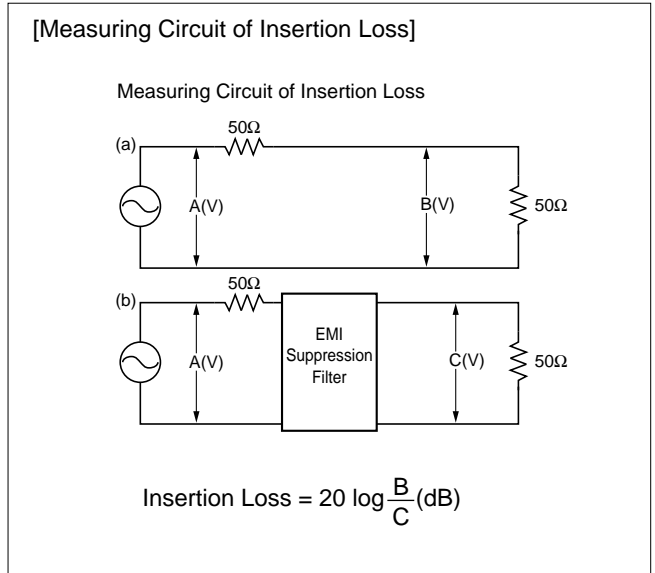 [Measuring Circuit of Insertion Loss]
Measuring Circuit of Insertion Loss
(a)
50Ω
A(V)
B(V)
50Ω
(b)
50Ω
A(V)
EMI
Suppression
Filter
C(V)
50Ω
Insertion Loss = 20 log B/C (dB)